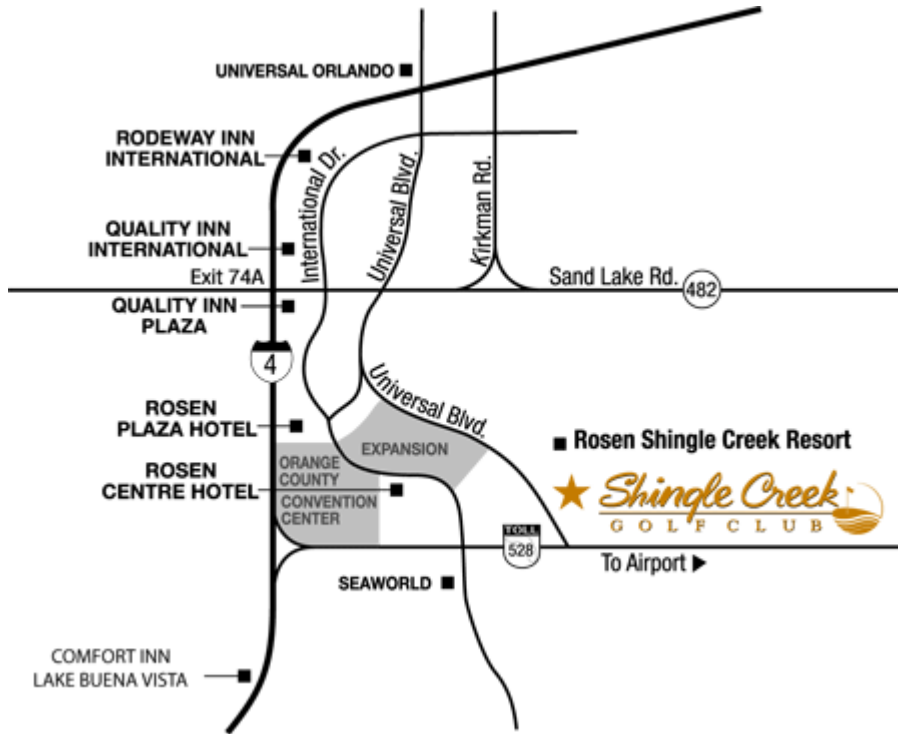 UNIVERSAL ORLANDO
RODEWAY INN
INTERNATIONAL
International Dr.
Universal Blvd.
Kirkman Rd.
QUALITY INN
INTERNATIONAL
Exit 74A
Sand Lake Rd.
482
QUALITY INN
PLAZA
4
Universal Blvd.
ROSEN
PLAZA HOTEL
EXPANSION
Rosen Shingle Creek Resort
ROSEN
CENTRE HOTEL
ORANGE
COUNTY
CONVENTION
CENTER
Shingle Creek
GOLF CLUB
TOLL
528
To Airport
SEAWORLD
COMFORT INN
LAKE BUENA VISTA